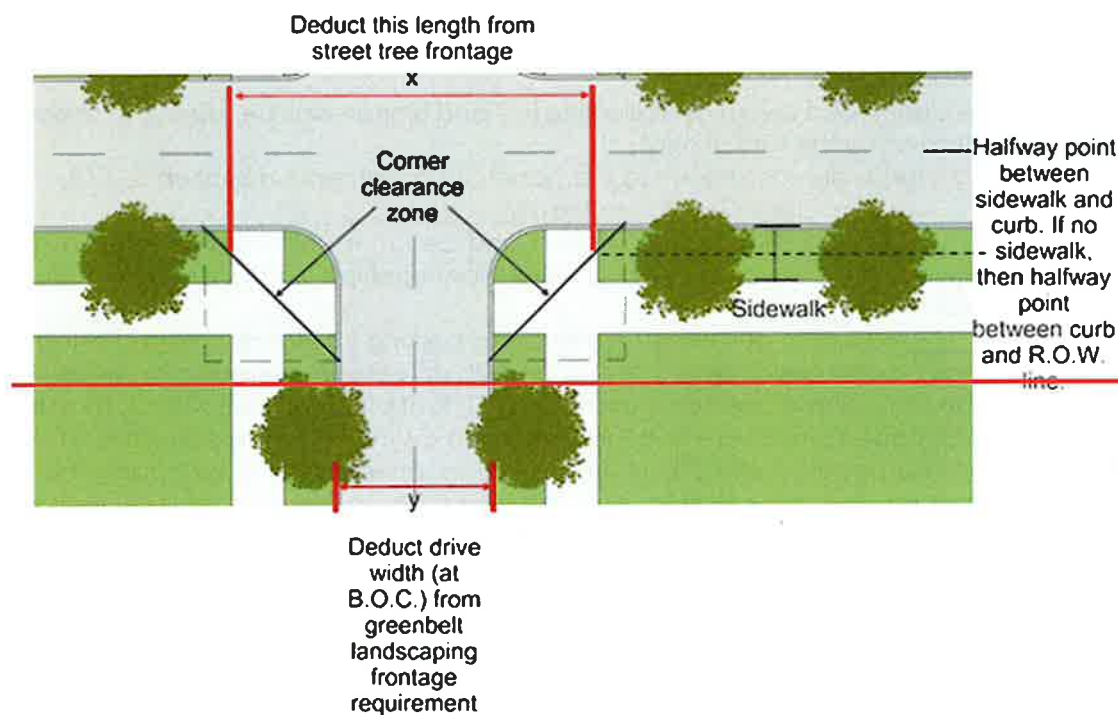 Deduct this length from
street tree frontage
x
Corner
clearance
zone
Halfway point
between
sidewalk and
curb. If no
sidewalk,
then halfway
point
between curb
and R.O.W.
line.
Sidewalk
y
Deduct drive
width (at
B.O.C.) from
greenbelt
landscaping
frontage
requirement